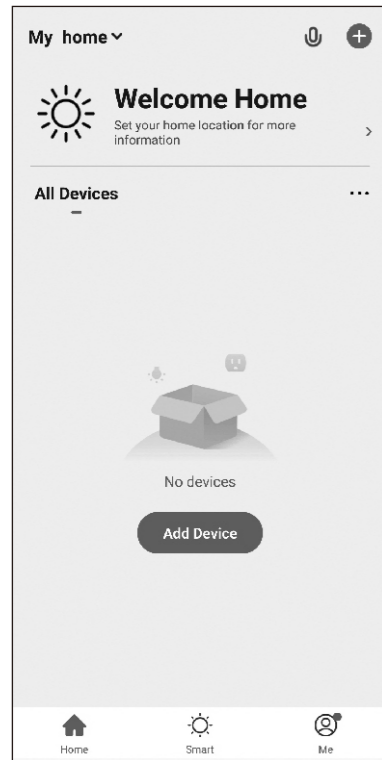 My home
Welcome Home
Set your home location for more
information
All Devices
No devices
Add Device
Home
Smart
Me